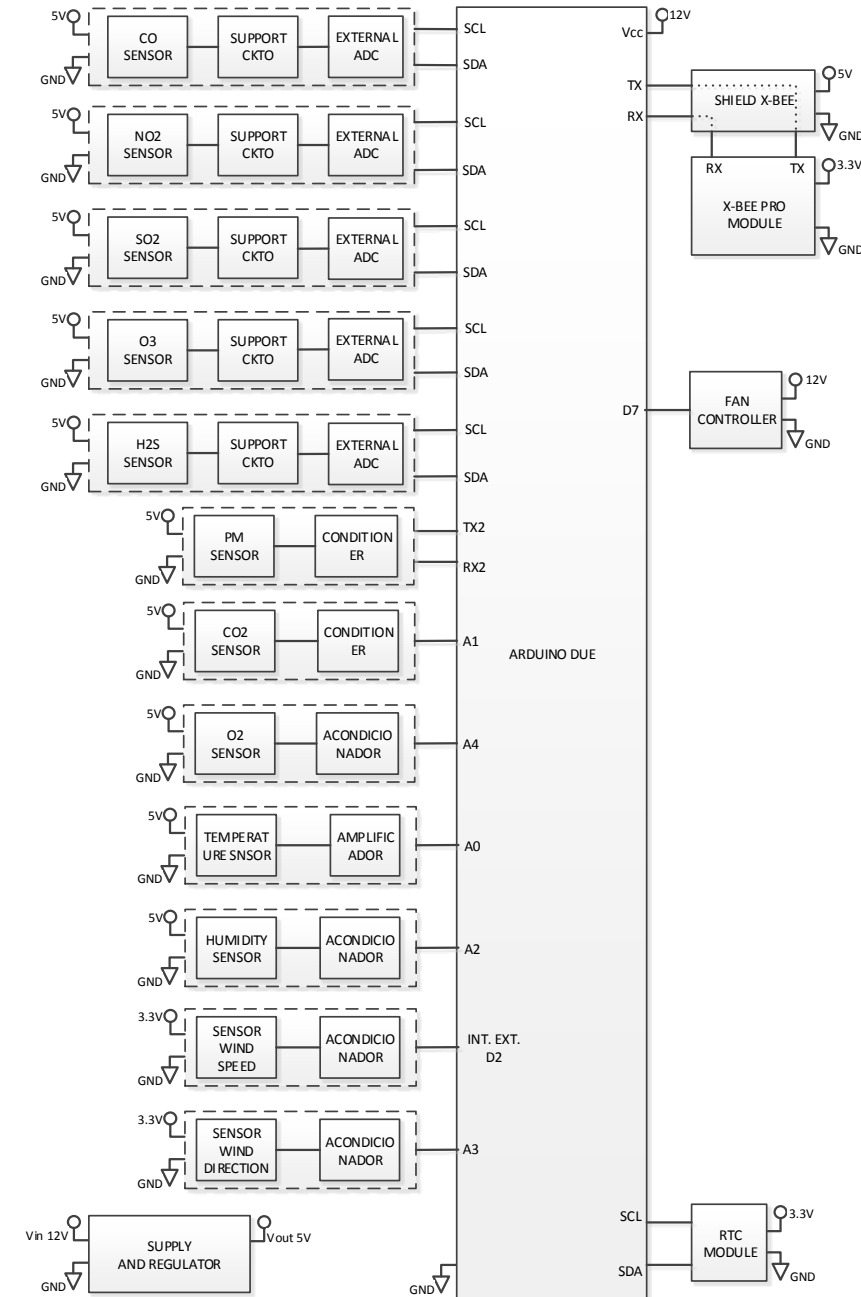 5V
CO
SENSOR
SUPPORT
CKTO
EXTERNAL
ADC
GND
SCL
SDA
5V
NO2
SENSOR
SUPPORT
CKTO
EXTERNAL
ADC
GND
SCL
SDA
5V
SO2
SENSOR
SUPPORT
CKTO
EXTERNAL
ADC
GND
SCL
SDA
5V
O3
SENSOR
SUPPORT
CKTO
EXTERNAL
ADC
GND
SCL
SDA
5V
H2S
SENSOR
SUPPORT
CKTO
EXTERNAL
ADC
GND
SCL
SDA
5V
PM
SENSOR
CONDITION
ER
GND
TX2
RX2
5V
CO2
SENSOR
CONDITION
ER
GND
A1
5V
O2
SENSOR
ACONDICIO
NADOR
GND
A4
5V
TEMPERAT
URE SNSOR
AMPLIFIC
ADOR
GND
A0
5V
HUMIDITY
SENSOR
ACONDICIO
NADOR
GND
A2
3.3V
SENSOR
WIND
SPEED
ACONDICIO
NADOR
GND
INT. EXT.
D2
3.3V
SENSOR
WIND
DIRECTION
ACONDICIO
NADOR
GND
A3
Vin 12V
SUPPLY
AND REGULATOR
Vout 5V
GND
GND
ARDUINO DUE
Vcc
12V
TX
RX
SHIELD X-BEE
5V
GND
RX
TX
3.3V
X-BEE PRO
MODULE
GND
D7
FAN
CONTROLLER
12V
GND
SCL
SDA
RTC
MODULE
3.3V
GND